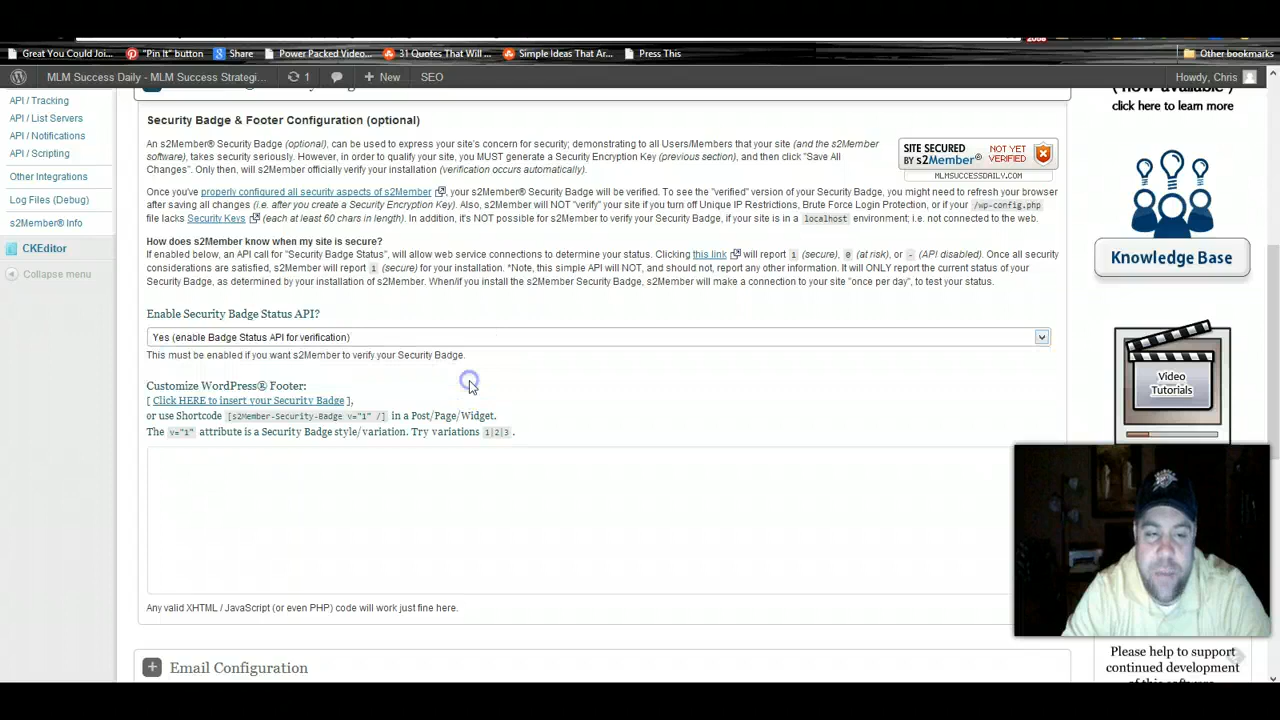 Great You Could Joi...
"Pin It" button
Share
Power Packed Video...
31 Quotes That Will ...
Simple Ideas That Ar...
Press This
Other bookmarks
MLM Success Daily - MLM Success Strategi...
1
New
SEO
Howdy, Chris
API / Tracking
API / List Servers
API / Notifications
API / Scripting
Other Integrations
Log Files (Debug)
s2Member® Info
CKEditor
Collapse menu
Security Badge & Footer Configuration (optional)
An s2Member® Security Badge (optional), can be used to express your site's concern for security; demonstrating to all Users/Members that your site (and the s2Member
software), takes security seriously. However, in order to qualify your site, you MUST generate a Security Encryption Key (previous section), and then click "Save All
Changes". Only then, will s2Member officially verify your installation (verification occurs automatically).
SITE SECURED
BY s2Member®
NOT YET
VERIFIED
MLMSUCCESSDAILY.COM
Once you've properly configured all security aspects of s2Member, your s2Member® Security Badge will be verified. To see the "verified" version of your Security Badge, you might need to refresh your browser
after saving all changes (i.e. after you create a Security Encryption Key). Also, s2Member will NOT "verify" your site if you turn off Unique IP Restrictions, Brute Force Login Protection, or if your /wp-config.php
file lacks Security Keys (each at least 60 chars in length). In addition, it's NOT possible for s2Member to verify your Security Badge, if your site is in a localhost environment; i.e. not connected to the web.
How does s2Member know when my site is secure?
If enabled below, an API call for "Security Badge Status", will allow web service connections to determine your status. Clicking this link will report 1 (secure), 0 (at risk), or - (API disabled). Once all security
considerations are satisfied, s2Member will report 1 (secure) for your installation. *Note, this simple API will NOT, and should not, report any other information. It will ONLY report the current status of your
Security Badge, as determined by your installation of s2Member. When/if you install the s2Member Security Badge, s2Member will make a connection to your site "once per day", to test your status.
Enable Security Badge Status API?
Yes (enable Badge Status API for verification)
This must be enabled if you want s2Member to verify your Security Badge.
Customize WordPress® Footer:
[ Click HERE to insert your Security Badge ],
or use Shortcode [s2Member-Security-Badge v="1" /] in a Post/Page/Widget.
The v="1" attribute is a Security Badge style/variation. Try variations 1|2|3 .
Any valid XHTML / JavaScript (or even PHP) code will work just fine here.
Email Configuration
click here to learn more
Knowledge Base
Video
Tutorials
Please help to support
continued development